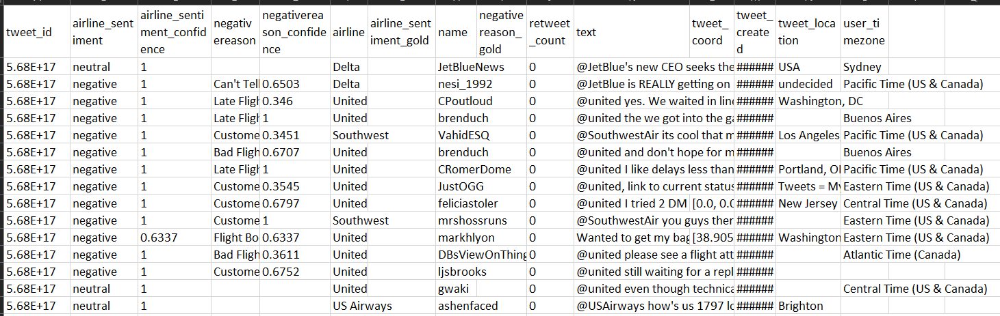 tweet_id airline_sentiment airline_sentiment_confidence negativereason negativereason_confidence airline airline_sentiment_gold name negativereason_gold retweet_count text tweet_coord tweet_created tweet_location user_timezone
5.68E+17 neutral 1 Delta JetBlueNews 0 @JetBlue's new CEO seeks the ###### USA Sydney
5.68E+17 negative 1 Can't Tell 0.6503 Delta nesi_1992 0 @JetBlue is REALLY getting on ###### undecided Pacific Time (US & Canada)
5.68E+17 negative 1 Late Fligh 0.346 United CPoutloud 0 @united yes. We waited in line ###### Washington, DC
5.68E+17 negative 1 Late Fligh 1 United brenduch 0 @united the we got into the ga ###### Buenos Aires
5.68E+17 negative 1 Custome 0.3451 Southwest VahidESQ 0 @SouthwestAir its cool that m ###### Los Angeles, Pacific Time (US & Canada)
5.68E+17 negative 1 Bad Fligh 0.6707 United brenduch 0 @united and don't hope for m ###### Buenos Aires
5.68E+17 negative 1 Late Fligh 1 United CRomerDome 0 @united I like delays less than ###### Portland, OR Pacific Time (US & Canada)
5.68E+17 negative 1 Custome 0.3545 United JustOGG 0 @united, link to current status ###### Tweets = My Eastern Time (US & Canada)
5.68E+17 negative 1 Custome 0.6797 United feliciastoler 0 @united I tried 2 DM [0.0, 0.0 ###### New Jersey Central Time (US & Canada)
5.68E+17 negative 1 Custome 1 Southwest mrshossruns 0 @SouthwestAir you guys ther ###### Eastern Time (US & Canada)
5.68E+17 negative 0.6337 Flight Bo 0.6337 United markhlyon 0 Wanted to get my bag [38.905 ###### Washington Eastern Time (US & Canada)
5.68E+17 negative 1 Bad Fligh 0.3611 United DBsViewOnThing 0 @united please see a flight att ###### Atlantic Time (Canada)
5.68E+17 negative 1 Custome 0.6752 United ljsbrooks 0 @united still waiting for a repl ######
5.68E+17 neutral 1 United gwaki 0 @united even though technica ###### Central Time (US & Canada)
5.68E+17 neutral 1 US Airways ashenfaced 0 @USAirways how's us 1797 lo ###### Brighton